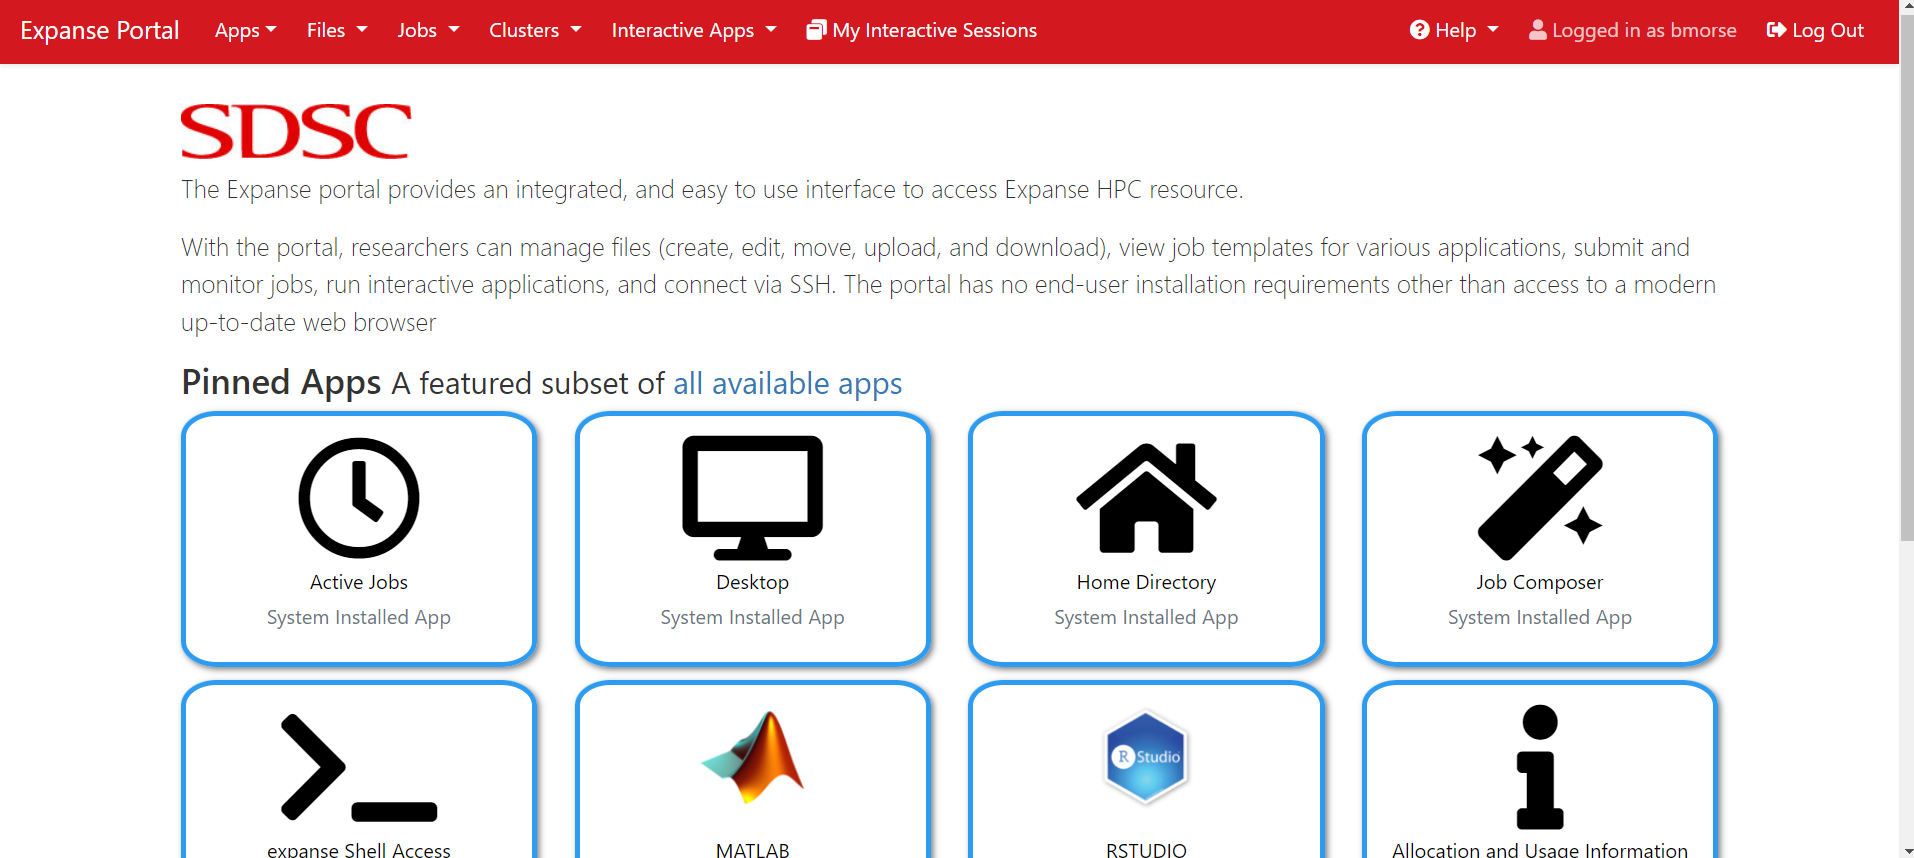 Expanse Portal Apps Files Jobs Clusters Interactive Apps My Interactive Sessions Help Logged in as bmorse Log Out
SDSC
The Expanse portal provides an integrated, and easy to use interface to access Expanse HPC resource.
With the portal, researchers can manage files (create, edit, move, upload, and download), view job templates for various applications, submit and
monitor jobs, run interactive applications, and connect via SSH. The portal has no end-user installation requirements other than access to a modern
up-to-date web browser
Pinned Apps A featured subset of all available apps
Active Jobs
System Installed App
Desktop
System Installed App
Home Directory
System Installed App
Job Composer
System Installed App
expanse Shell Access
MATLAB
R Studio
RSTUDIO
Allocation and Usage Information